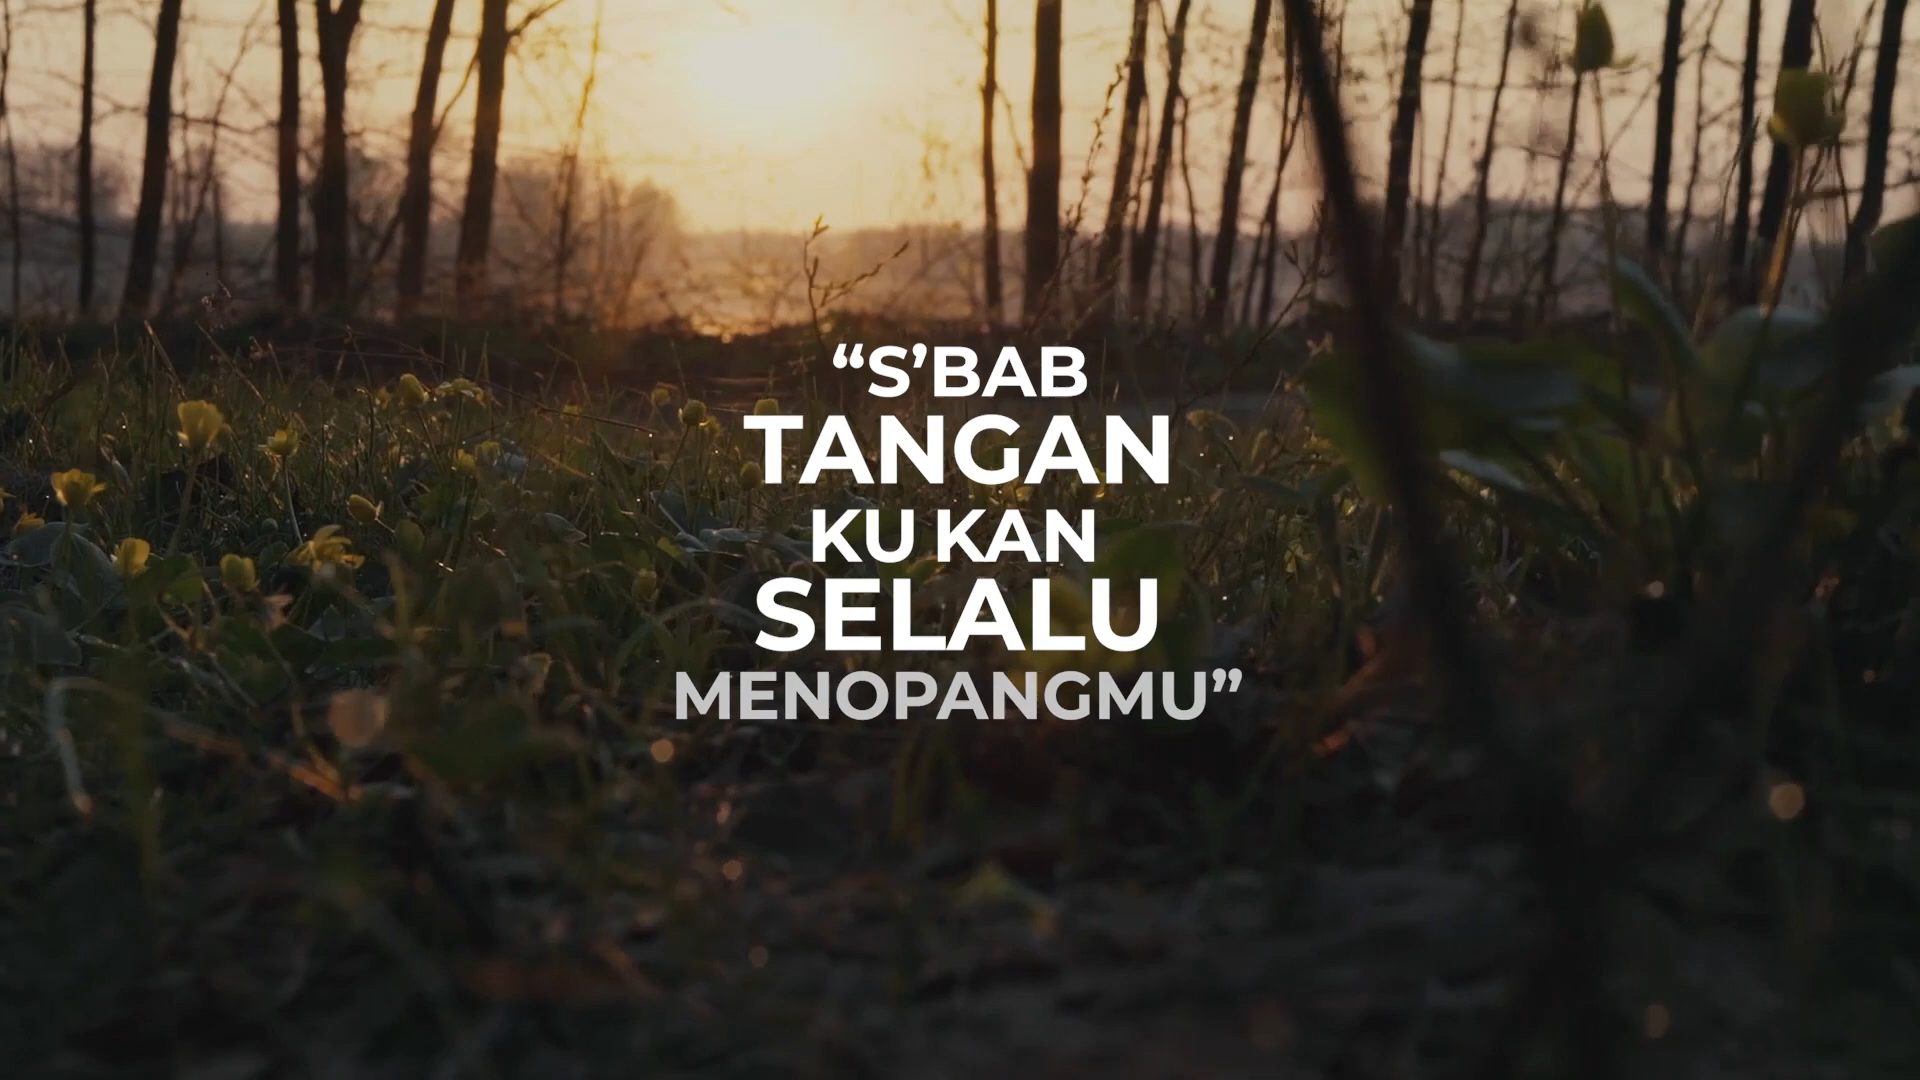 “S’BAB
TANGAN
KU KAN
SELALU
MENOPANGMU”